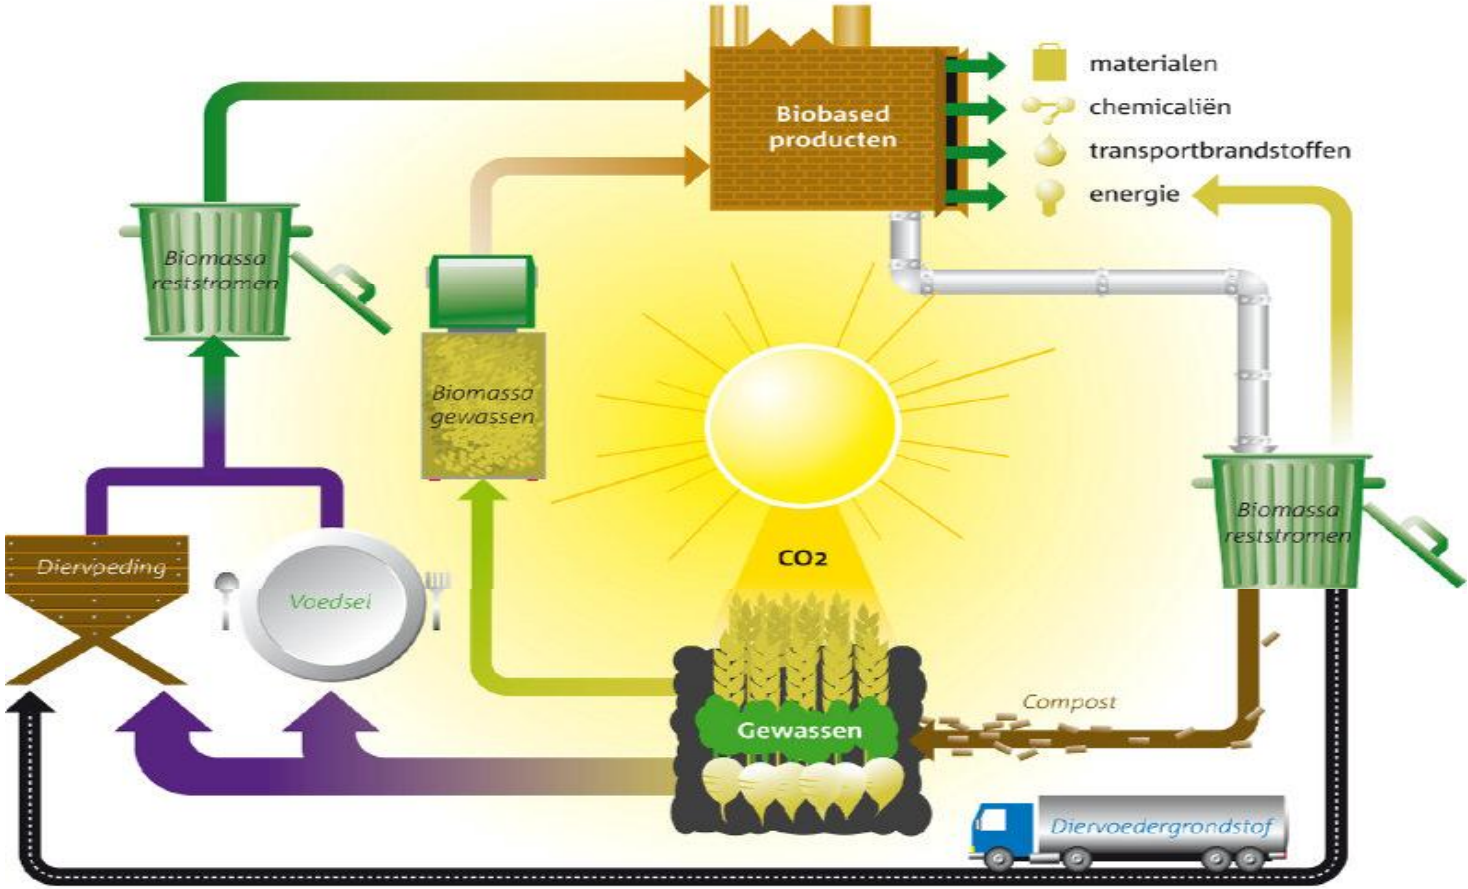 Biobased
producten
materialen
chemicaliën
transportbrandstoffen
energie
Biomassa
reststromen
Biomassa
gewassen
Biomassa
reststromen
CO2
Diervoeding
Voedsel
Compost
Gewassen
Diervoedergrondstof